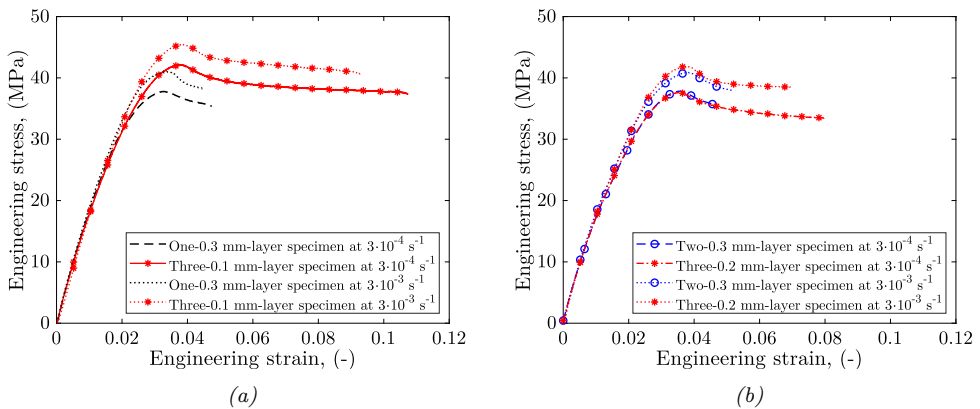 50
40
30
20
10
0
Engineering stress, (MPa)
One-0.3 mm-layer specimen at 3·10⁻⁴ s⁻¹
Three-0.1 mm-layer specimen at 3·10⁻⁴ s⁻¹
One-0.3 mm-layer specimen at 3·10⁻³ s⁻¹
Three-0.1 mm-layer specimen at 3·10⁻³ s⁻¹
0 0.02 0.04 0.06 0.08 0.1 0.12
Engineering strain, (-)
(a)
50
40
30
20
10
0
Engineering stress, (MPa)
Two-0.3 mm-layer specimen at 3·10⁻⁴ s⁻¹
Three-0.2 mm-layer specimen at 3·10⁻⁴ s⁻¹
Two-0.3 mm-layer specimen at 3·10⁻³ s⁻¹
Three-0.2 mm-layer specimen at 3·10⁻³ s⁻¹
0 0.02 0.04 0.06 0.08 0.1 0.12
Engineering strain, (-)
(b)